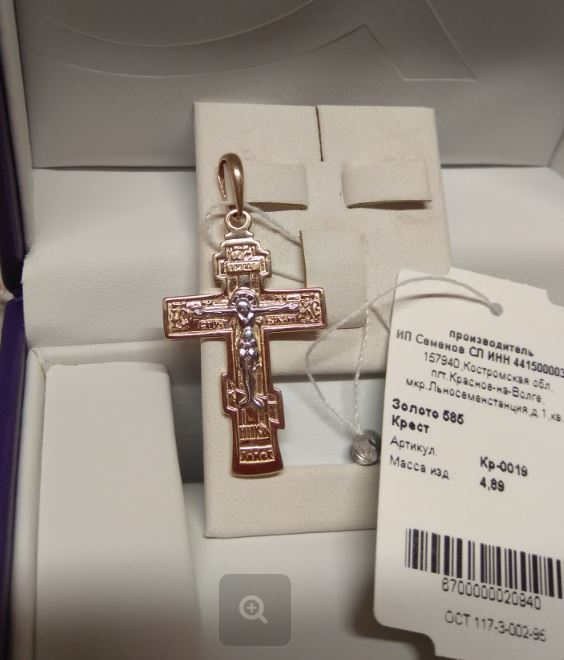 производитель
ИП Семенов СЛ ИНН 441500003
157940,Костромская обл.
пгт.Красное-на-Волге,
мкр.Льносеменстанция,д.1,кв.
Золото 585
Крест
Артикул: Кр-0019
Масса изд.: 4,89
8700000020940
ОСТ 117-3-002-95